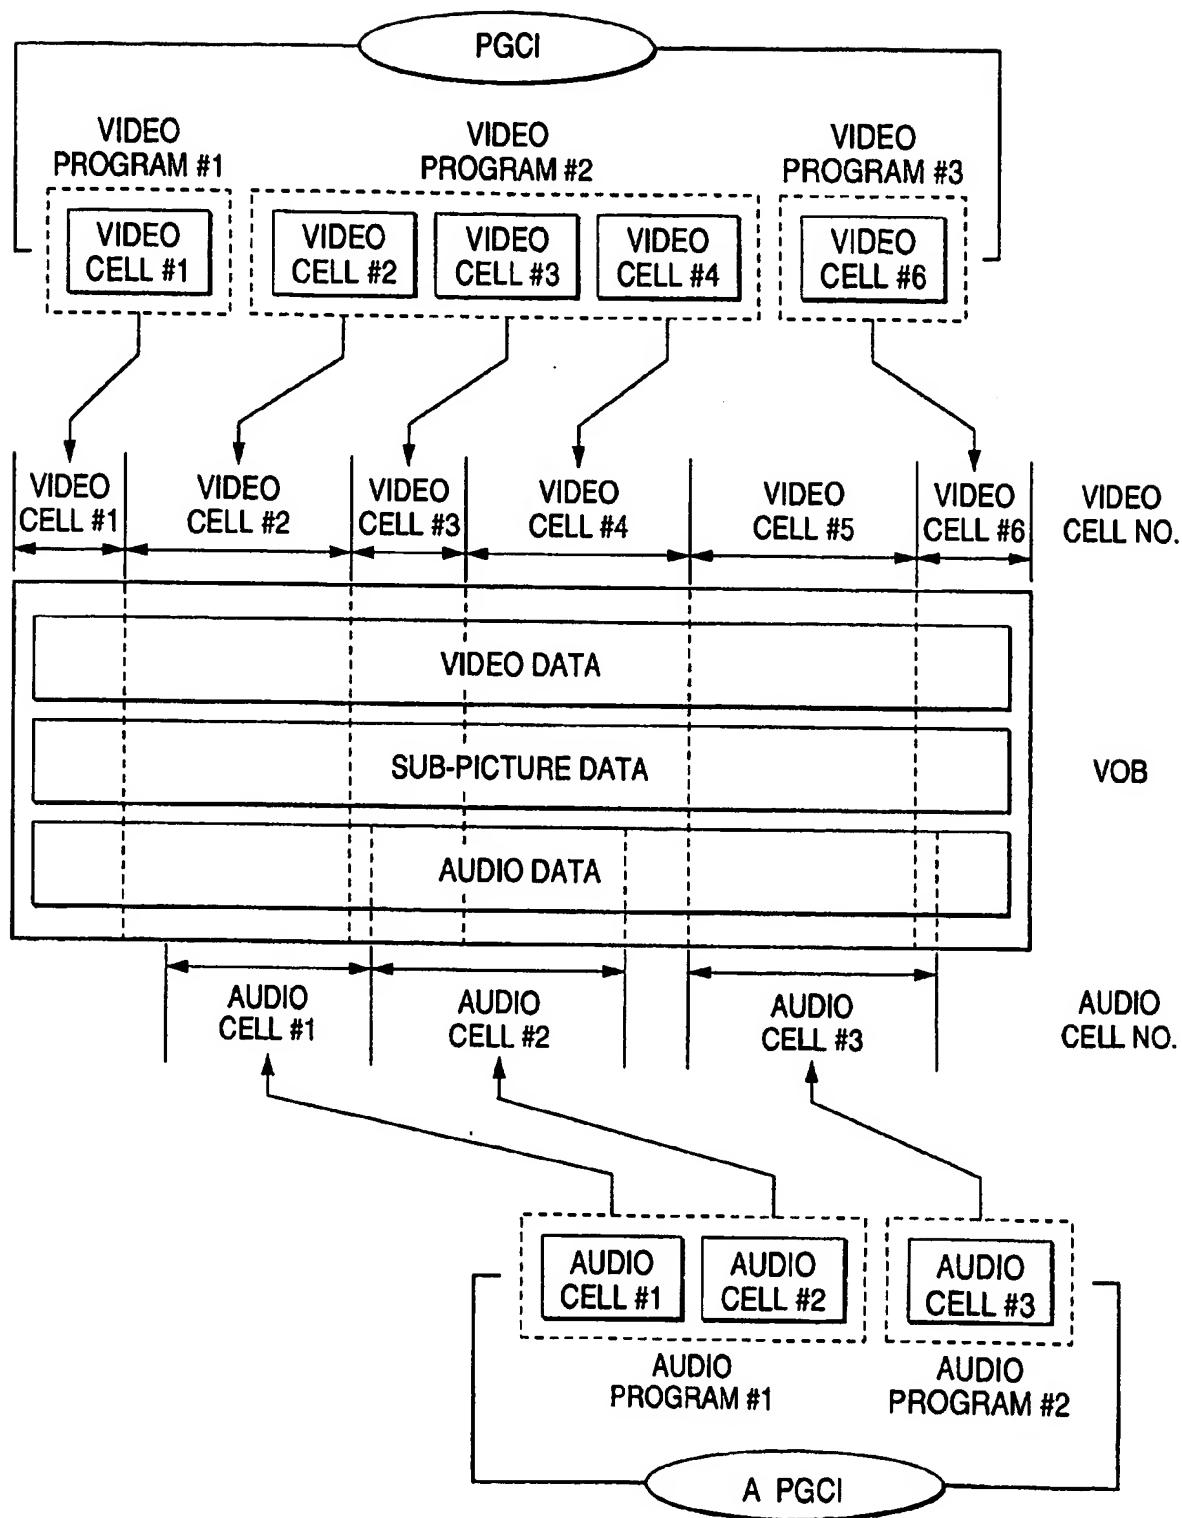 PGCI
VIDEO
PROGRAM #1
VIDEO
PROGRAM #2
VIDEO
PROGRAM #3
VIDEO
CELL #1
VIDEO
CELL #2
VIDEO
CELL #3
VIDEO
CELL #4
VIDEO
CELL #6
VIDEO
CELL #1
VIDEO
CELL #2
VIDEO
CELL #3
VIDEO
CELL #4
VIDEO
CELL #5
VIDEO
CELL #6
VIDEO
CELL NO.
VIDEO DATA
SUB-PICTURE DATA
VOB
AUDIO DATA
AUDIO
CELL #1
AUDIO
CELL #2
AUDIO
CELL #3
AUDIO
CELL NO.
AUDIO
CELL #1
AUDIO
CELL #2
AUDIO
CELL #3
AUDIO
PROGRAM #1
AUDIO
PROGRAM #2
A PGCI